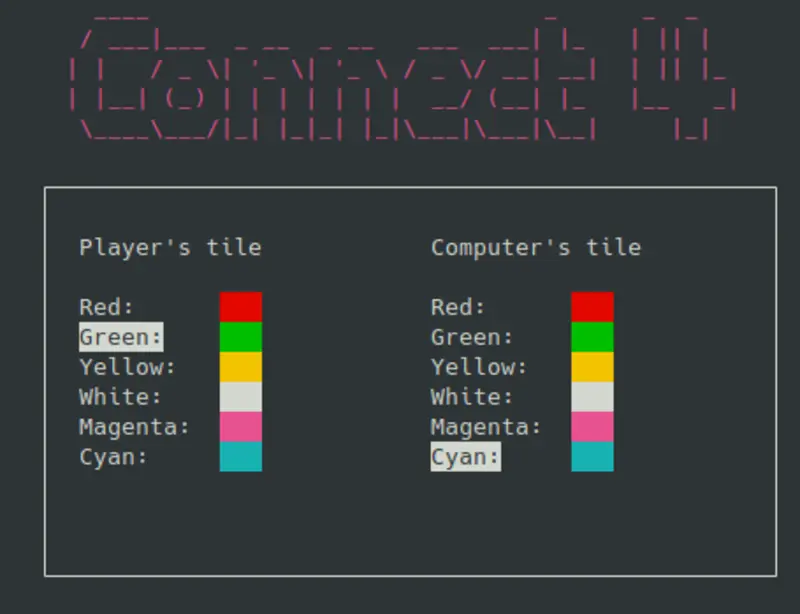 Connect 4
Player's tile
Computer's tile
Red:
Green:
Yellow:
White:
Magenta:
Cyan:
Red:
Green:
Yellow:
White:
Magenta:
Cyan: